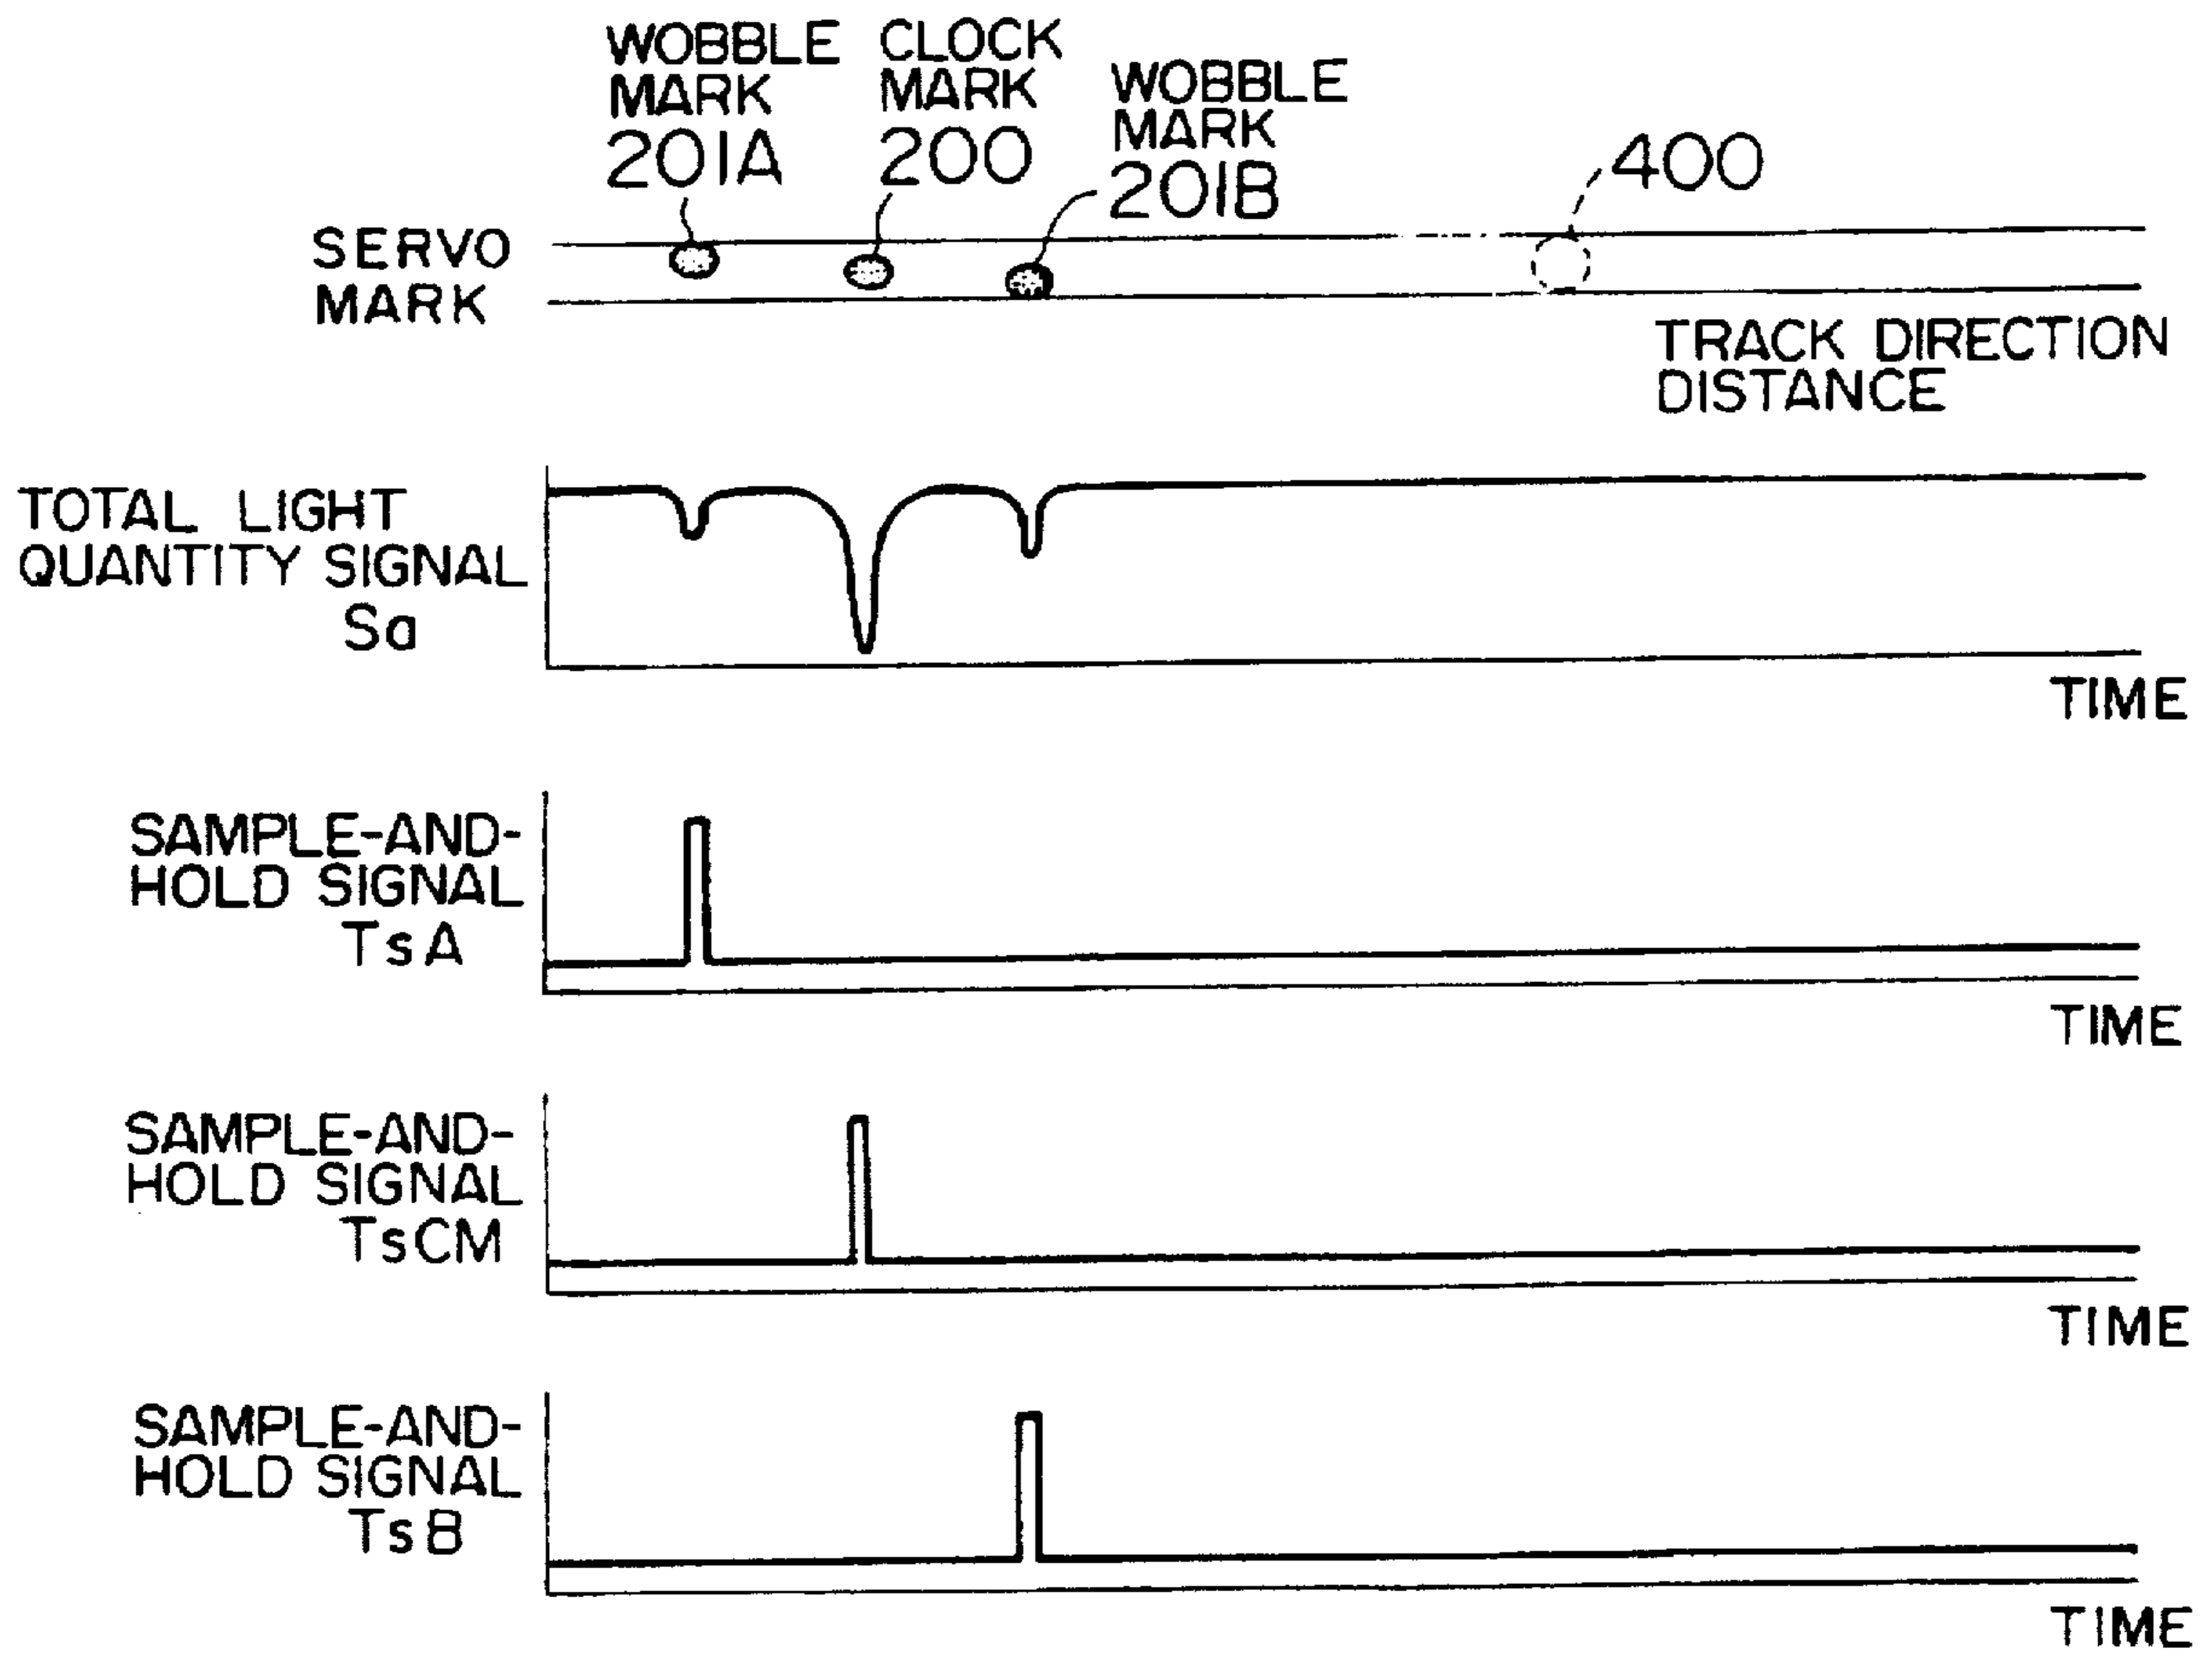 WOBBLE
MARK
201A
CLOCK
MARK
200
WOBBLE
MARK
201B
400
SERVO
MARK
TRACK DIRECTION
DISTANCE
TOTAL LIGHT
QUANTITY SIGNAL
Sa
TIME
SAMPLE-AND-
HOLD SIGNAL
TsA
TIME
SAMPLE-AND-
HOLD SIGNAL
TsCM
TIME
SAMPLE-AND-
HOLD SIGNAL
TsB
TIME